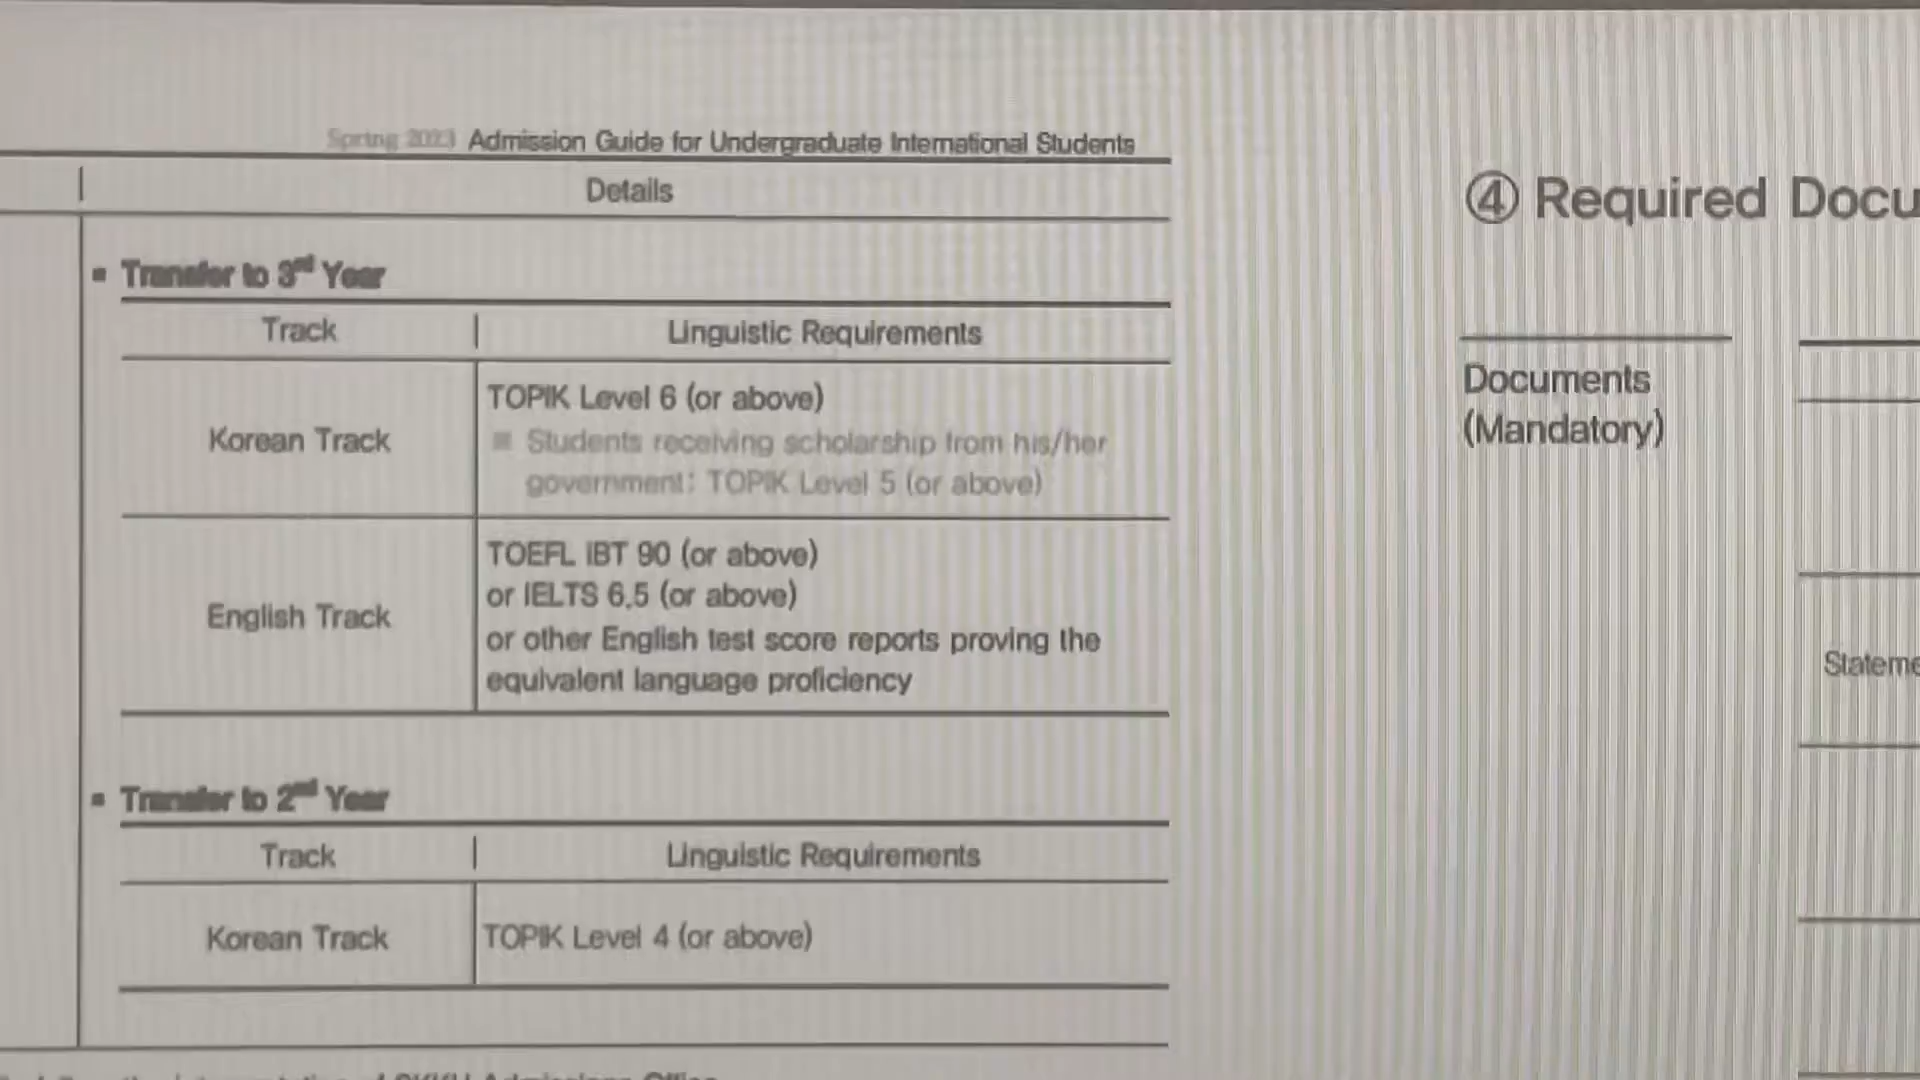 Spring 2023 Admission Guide for Undergraduate International Students
Details
▪ Transfer to 3rd Year
Track
Linguistic Requirements
Korean Track
TOPIK Level 6 (or above)
▪ Students receiving scholarship from his/her
government: TOPIK Level 5 (or above)
English Track
TOEFL iBT 90 (or above)
or IELTS 6.5 (or above)
or other English test score reports proving the
equivalent language proficiency
▪ Transfer to 2nd Year
Track
Linguistic Requirements
Korean Track
TOPIK Level 4 (or above)
④ Required Docu
Documents
(Mandatory)
Stateme